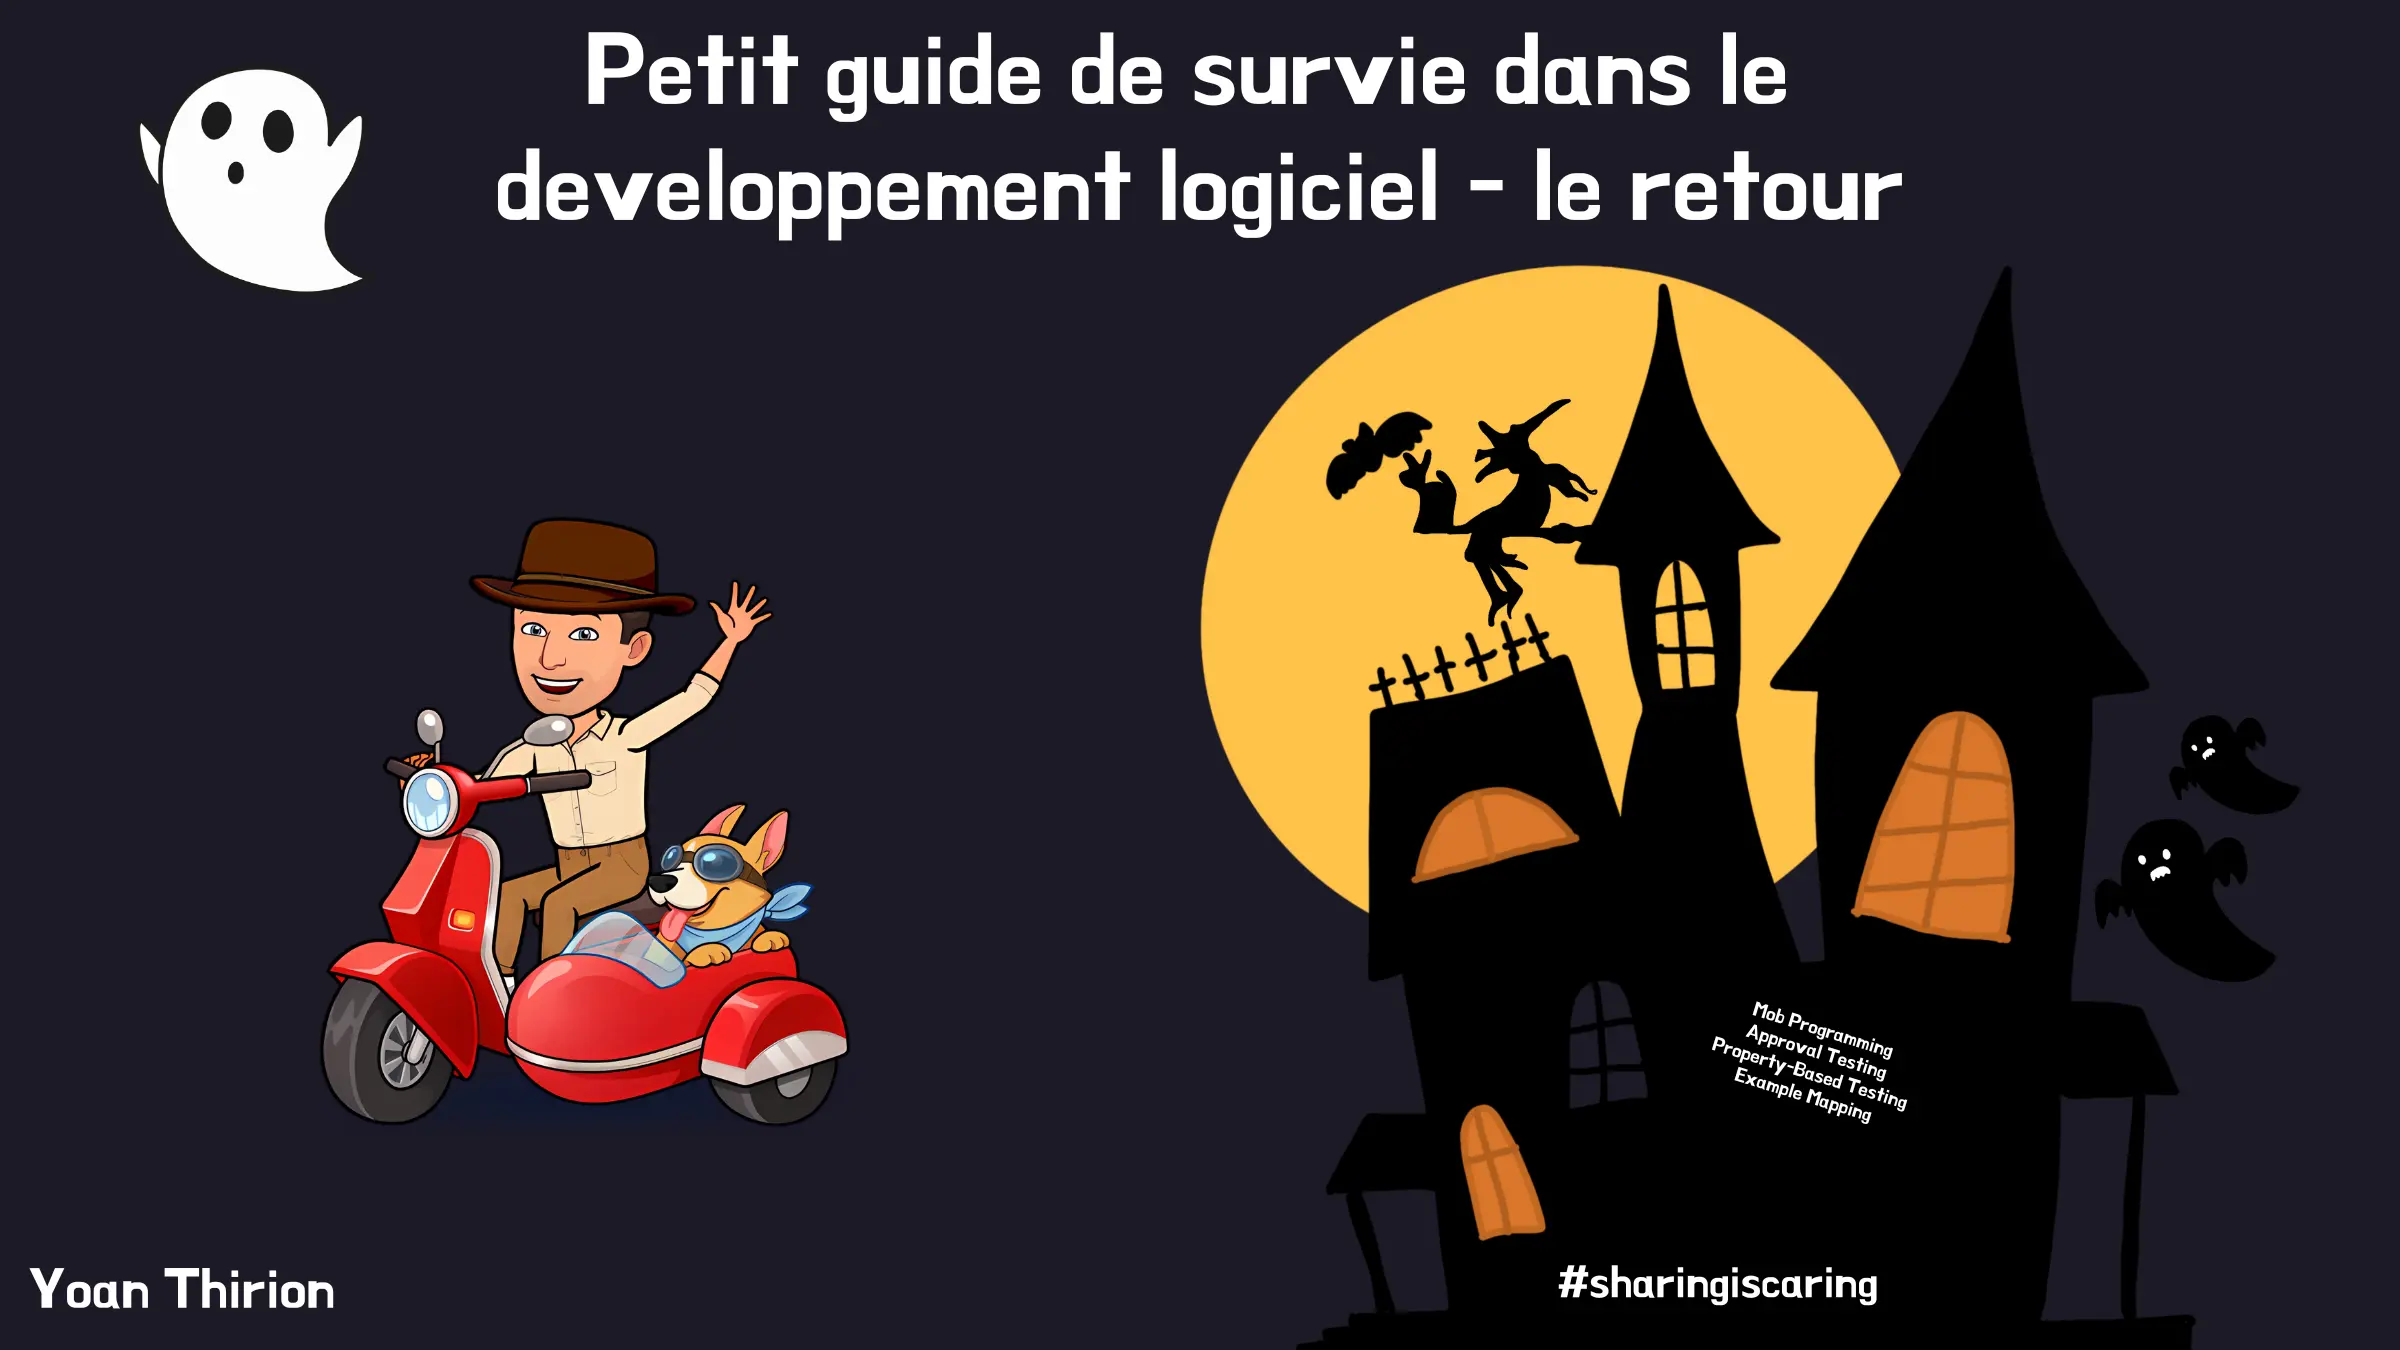 Petit guide de survie dans le
developpement logiciel - le retour
Mob Programming
Approval Testing
Property-Based Testing
Example Mapping
Yoan Thirion
#sharingiscaring